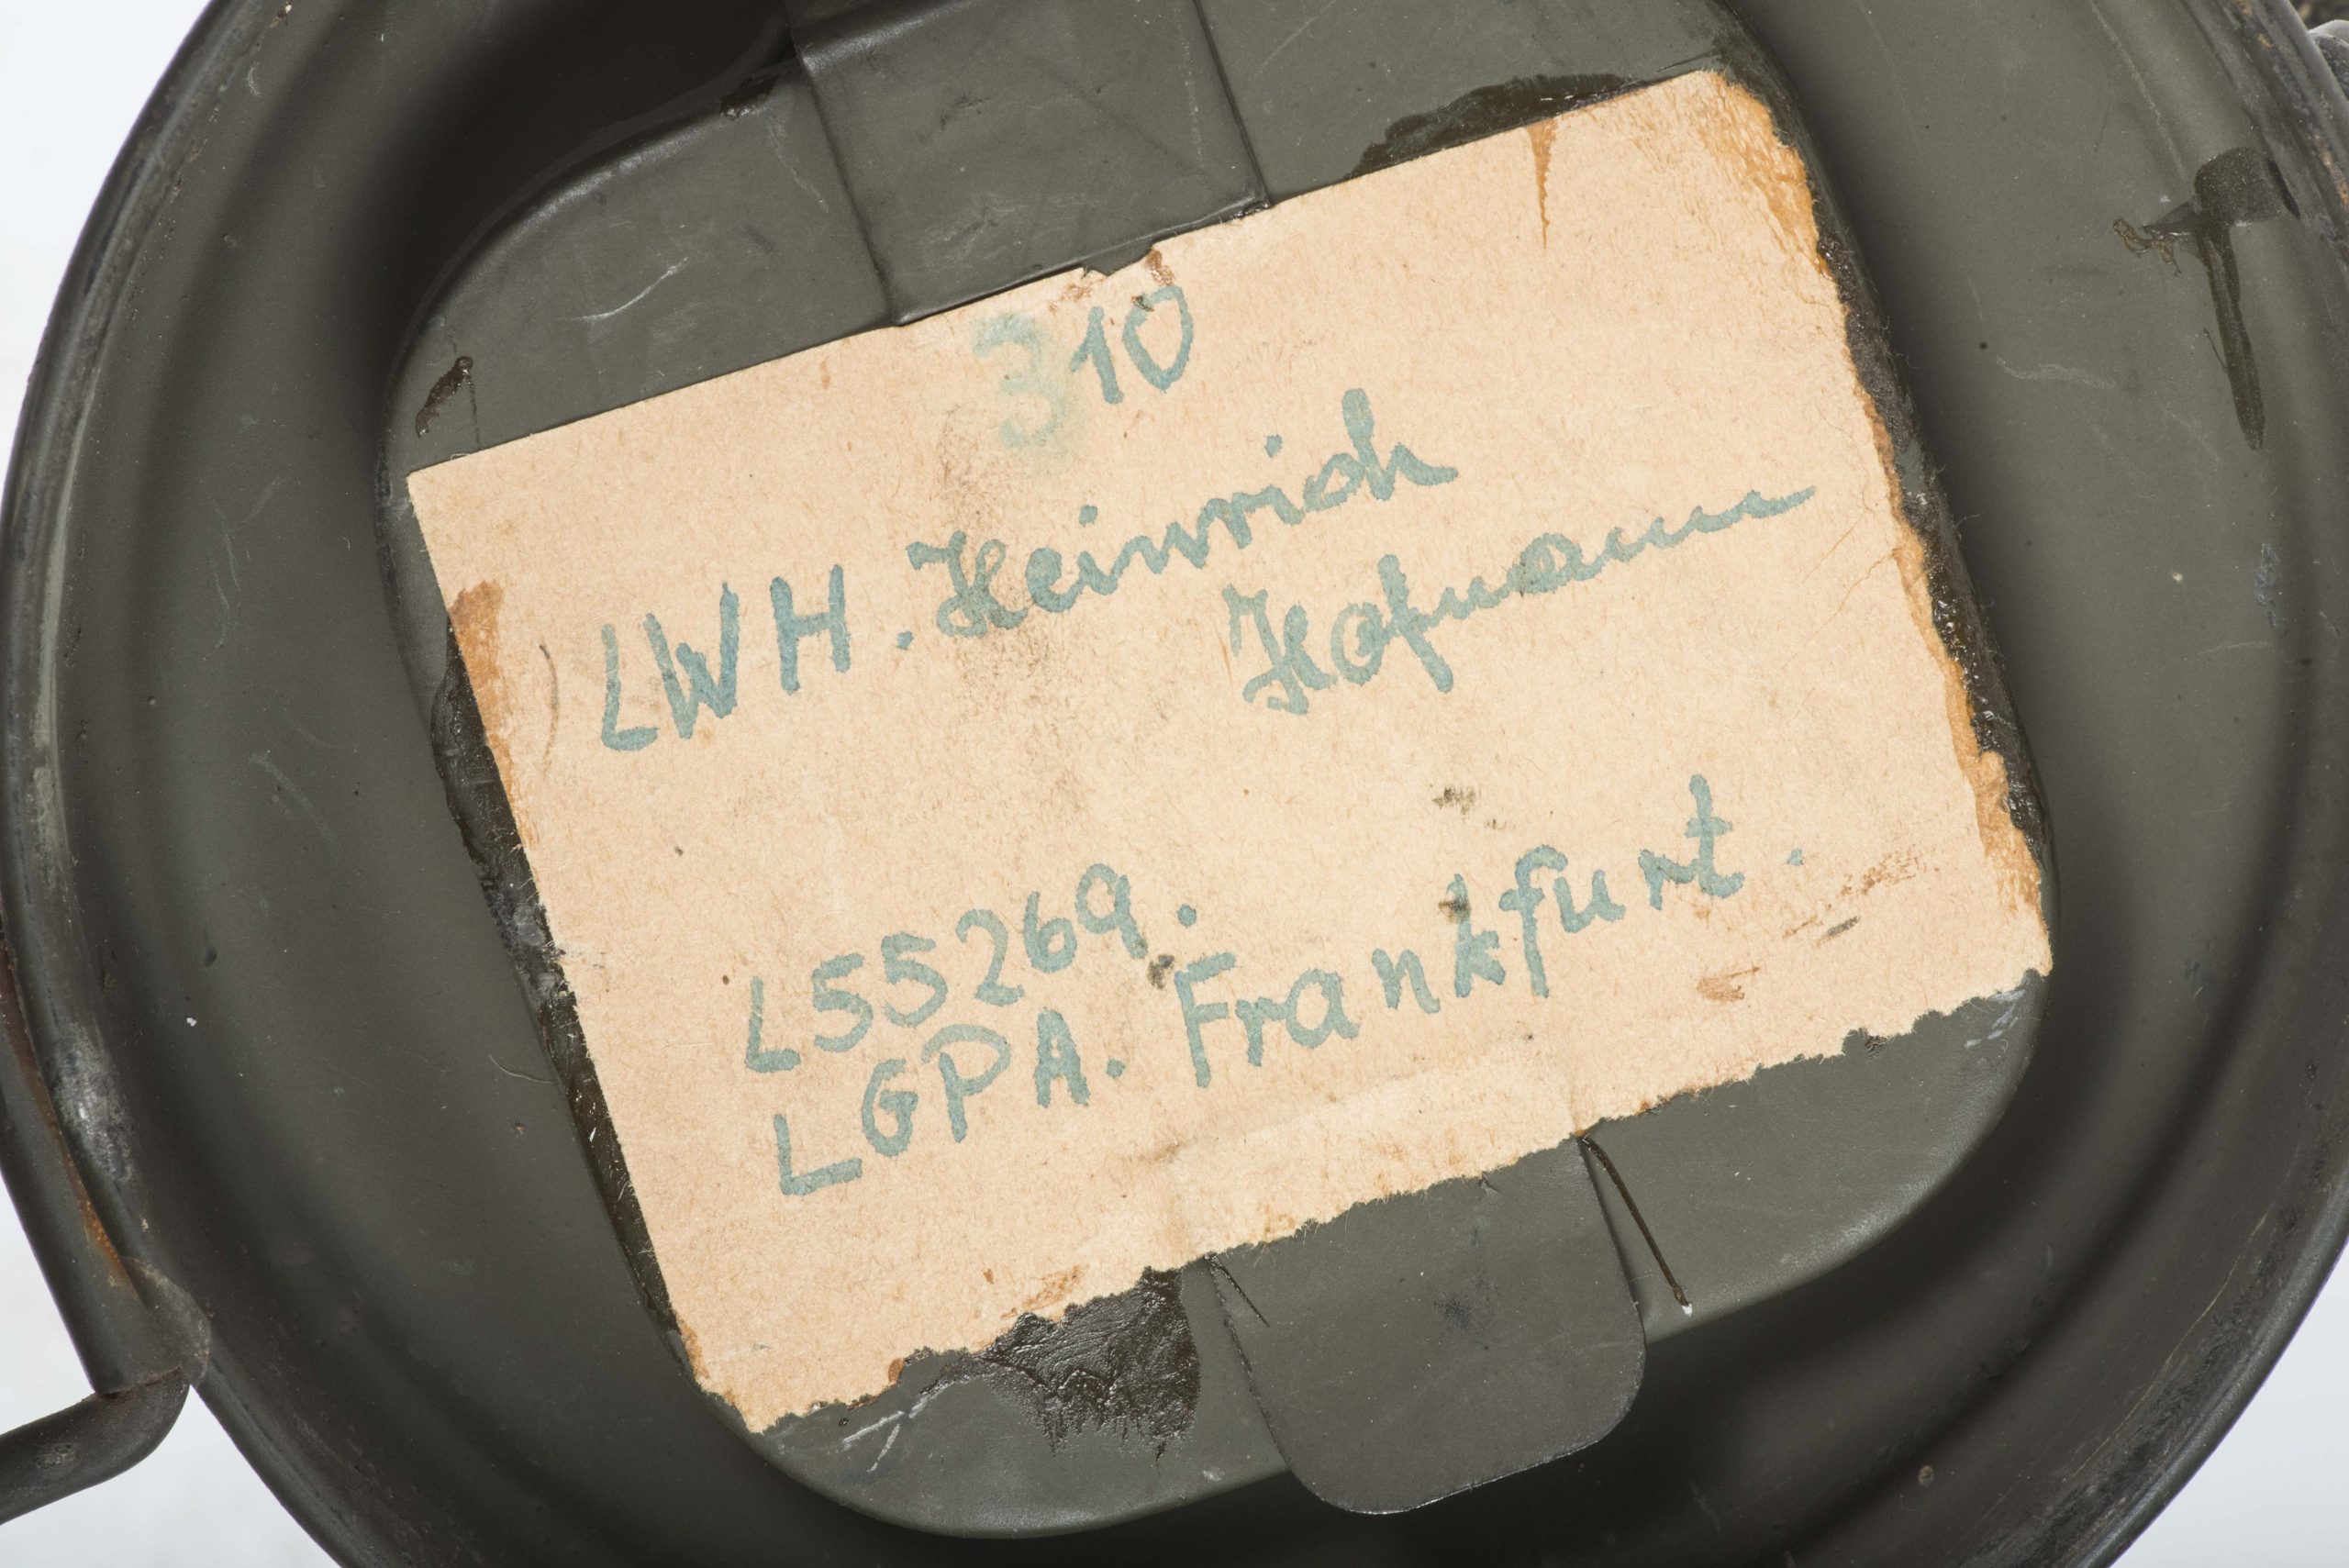 310
LWH. Heinrich
Hofmann
L55269.
LGPA. Frankfurt.